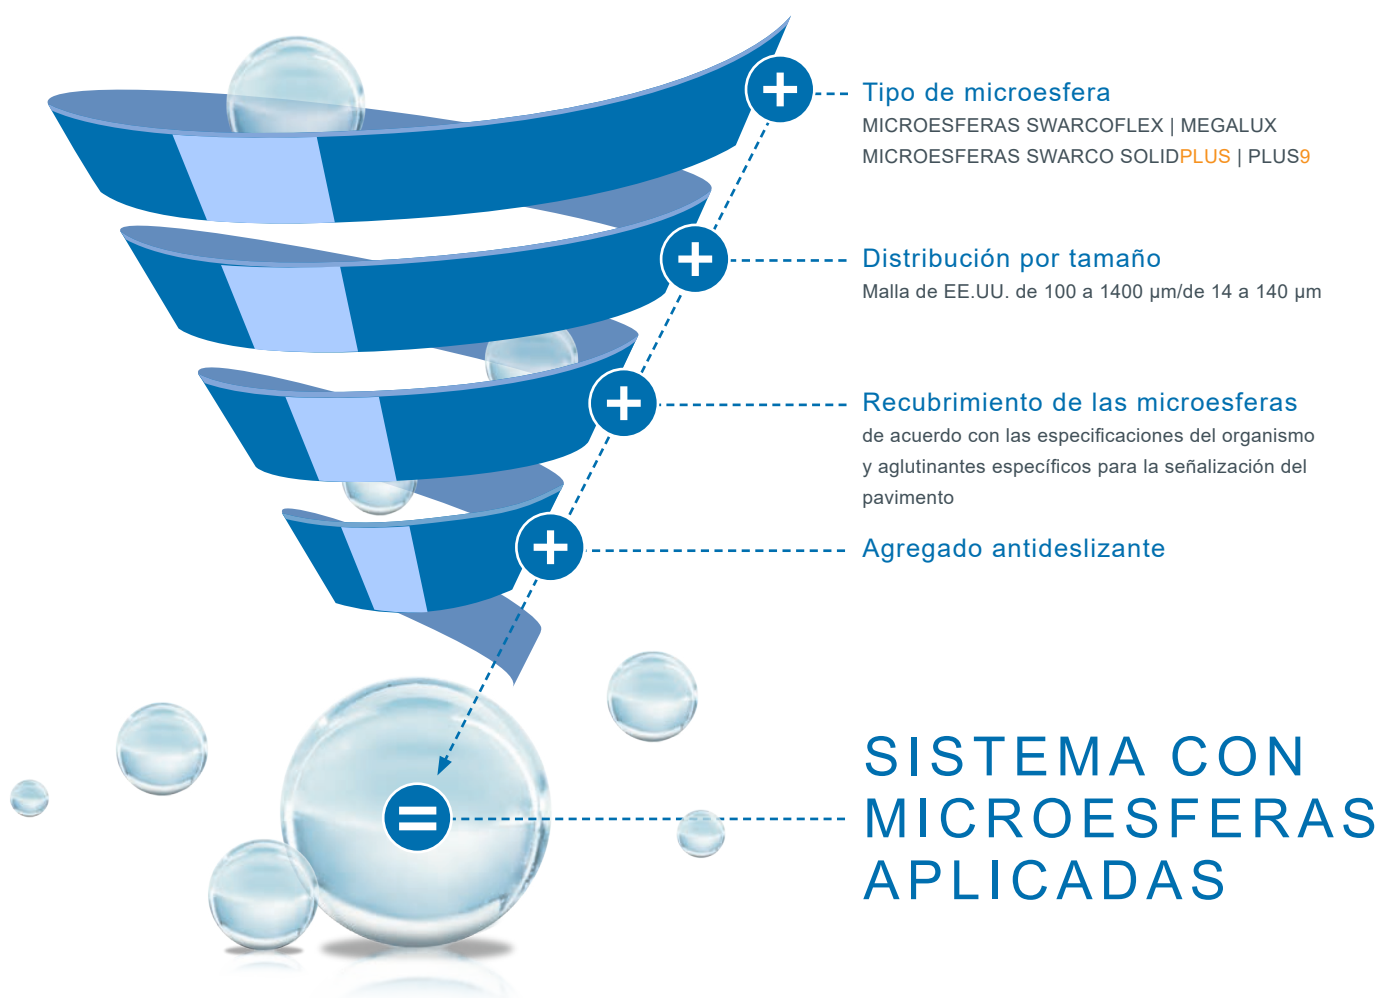 Tipo de microesfera
MICROESFERAS SWARCOFLEX | MEGALUX
MICROESFERAS SWARCO SOLIDPLUS | PLUS9
Distribución por tamaño
Malla de EE.UU. de 100 a 1400 µm/de 14 a 140 µm
Recubrimiento de las microesferas
de acuerdo con las especificaciones del organismo
y aglutinantes específicos para la señalización del
pavimento
Agregado antideslizante
SISTEMA CON
MICROESFERAS
APLICADAS